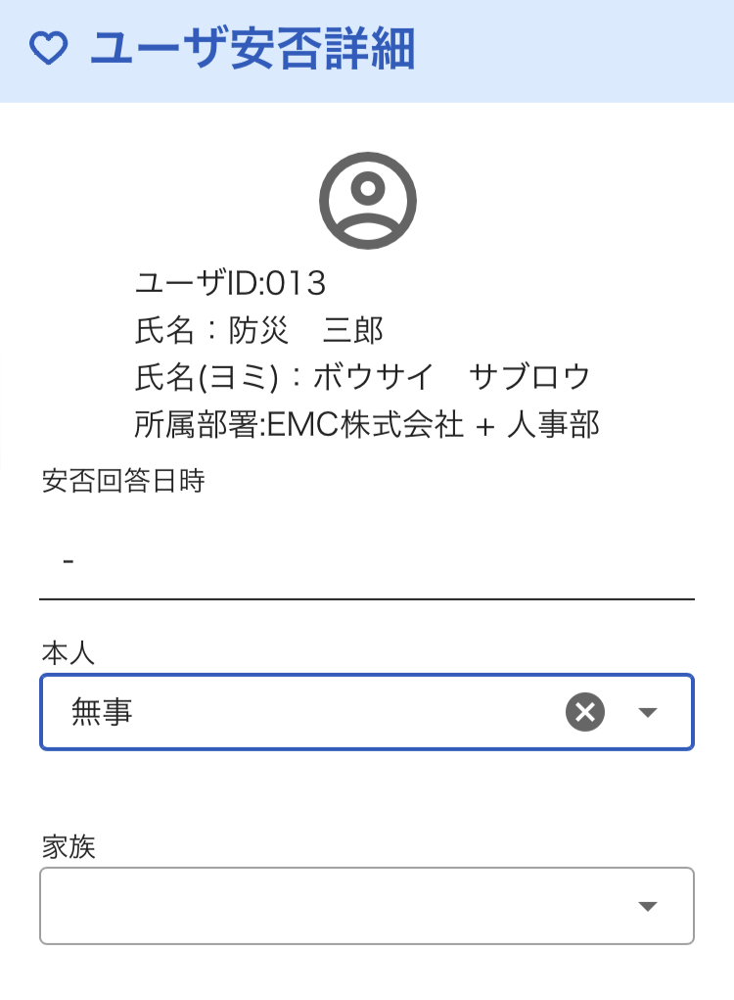 ユーザ安否詳細
ユーザID:013
氏名：防災　三郎
氏名(ヨミ)：ボウサイ　サブロウ
所属部署:EMC株式会社 + 人事部
安否回答日時
-
本人
無事
家族